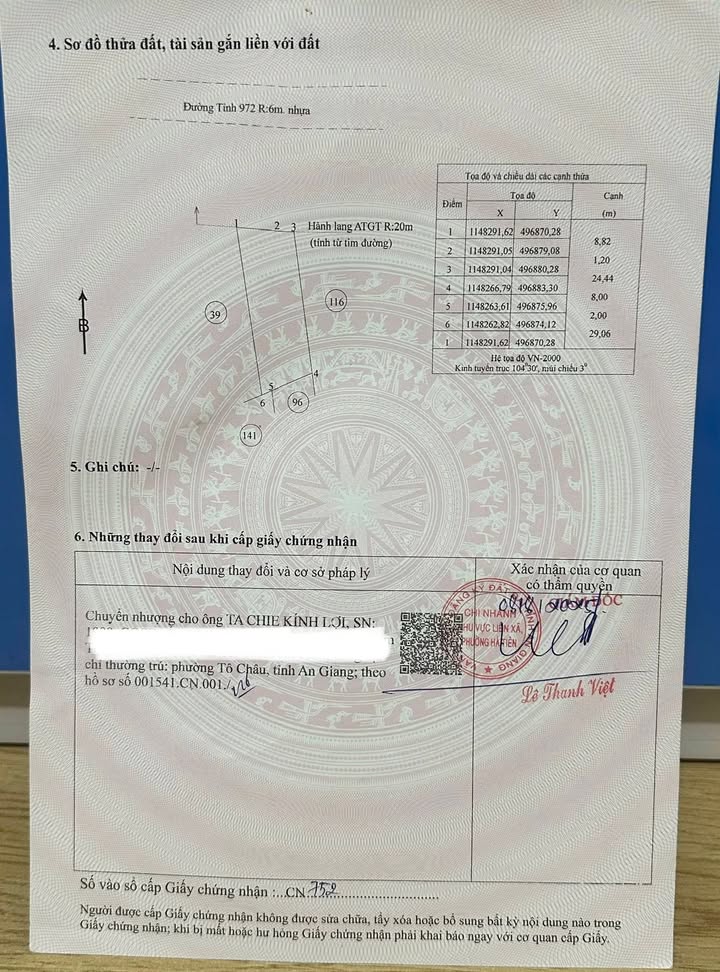 4. Sơ đồ thửa đất, tài sản gắn liền với đất
Đường Tỉnh 972 R:6m. nhựa
Hành lang ATGT R:20m
(tính từ tim đường)
1
2
3
4
5
6
39
116
96
141
B
Tọa độ và chiều dài các cạnh thửa
Điểm Tọa độ Cạnh
X Y (m)
1 1148291,62 496870,28
8,82
2 1148291,05 496879,08
1,20
3 1148291,04 496880,28
24,44
4 1148266,79 496883,30
8,00
5 1148263,61 496875,96
2,00
6 1148262,82 496874,12
29,06
1 1148291,62 496870,28
Hệ tọa độ VN-2000
Kinh tuyến trục 104°30', múi chiếu 3°
5. Ghi chú: -/-
6. Những thay đổi sau khi cấp giấy chứng nhận
Nội dung thay đổi và cơ sở pháp lý
Xác nhận của cơ quan
có thẩm quyền
Chuyển nhượng cho ông TA CHIE KÍNH LỢI, SN:
chỉ thường trú: phường Tô Châu, tỉnh An Giang; theo
hồ sơ số 001541.CN.001./.
CHI NHÁNH
KHU VỰC LIÊN XÃ,
PHƯỜNG HÀ TIÊN
Lê Thanh Việt
Số vào sổ cấp Giấy chứng nhận :...CN 752
Người được cấp Giấy chứng nhận không được sửa chữa, tẩy xóa hoặc bổ sung bất kỳ nội dung nào trong
Giấy chứng nhận; khi bị mất hoặc hư hỏng Giấy chứng nhận phải khai báo ngay với cơ quan cấp Giấy.